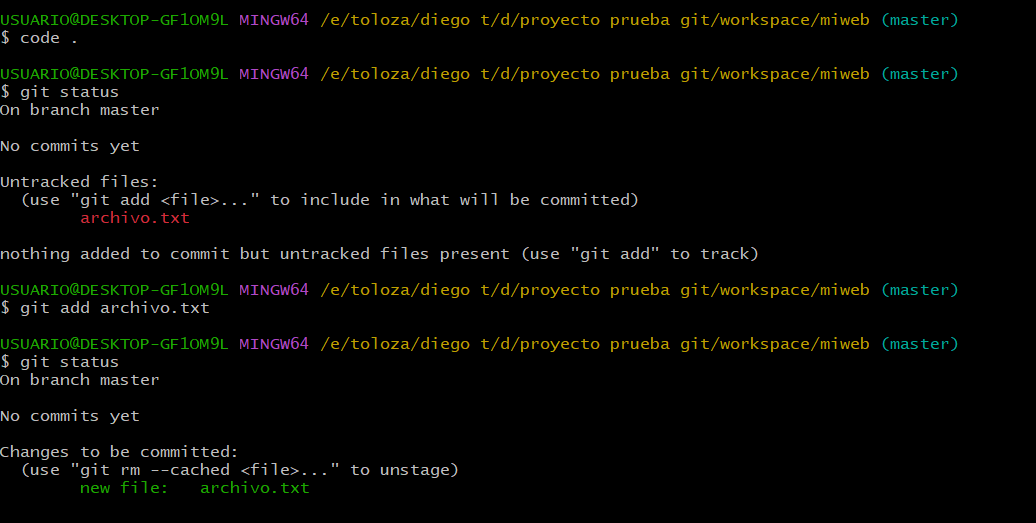 USUARIO@DESKTOP-GF1OM9L MINGW64 /e/toloza/diego t/d/proyecto prueba git/workspace/miweb (master)
$ code .
USUARIO@DESKTOP-GF1OM9L MINGW64 /e/toloza/diego t/d/proyecto prueba git/workspace/miweb (master)
$ git status
On branch master
No commits yet
Untracked files:
  (use "git add <file>..." to include in what will be committed)
        archivo.txt
nothing added to commit but untracked files present (use "git add" to track)
USUARIO@DESKTOP-GF1OM9L MINGW64 /e/toloza/diego t/d/proyecto prueba git/workspace/miweb (master)
$ git add archivo.txt
USUARIO@DESKTOP-GF1OM9L MINGW64 /e/toloza/diego t/d/proyecto prueba git/workspace/miweb (master)
$ git status
On branch master
No commits yet
Changes to be committed:
  (use "git rm --cached <file>..." to unstage)
        new file:   archivo.txt